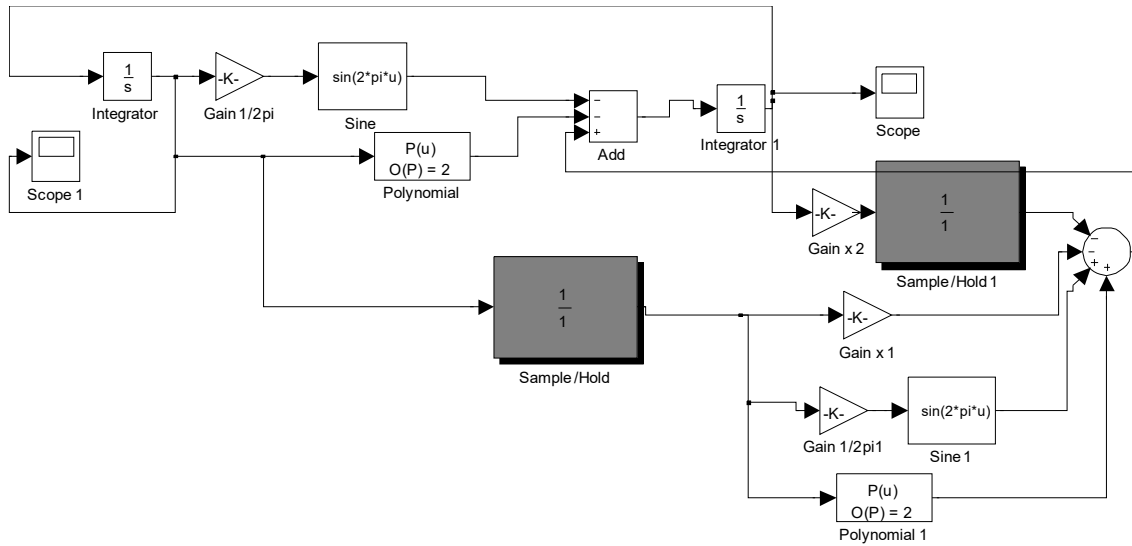 1
s
Integrator
-K-
Gain 1/2pi
sin(2*pi*u)
Sine
Scope 1
P(u)
O(P) = 2
Polynomial
−
−
+
Add
1
s
Integrator 1
Scope
-K-
Gain x 2
1
1
Sample /Hold 1
−
−
+
+
1
1
Sample /Hold
-K-
Gain x 1
-K-
Gain 1/2pi1
sin(2*pi*u)
Sine 1
P(u)
O(P) = 2
Polynomial 1